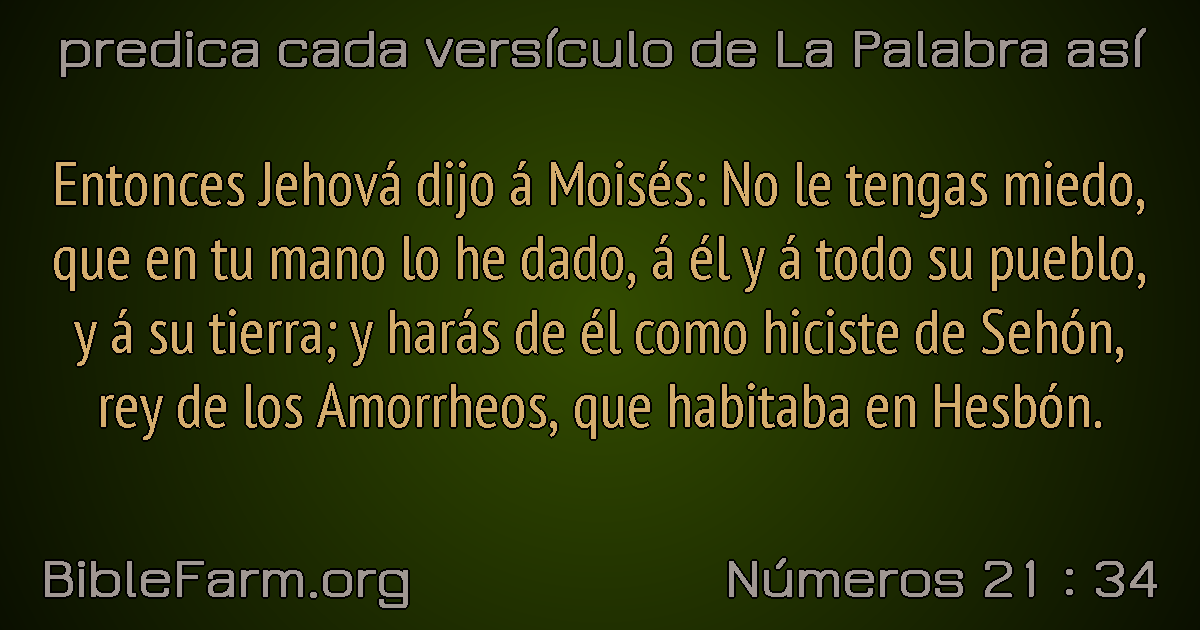 predica cada versículo de La Palabra así
Entonces Jehová dijo á Moisés: No le tengas miedo,
que en tu mano lo he dado, á él y á todo su pueblo,
y á su tierra; y harás de él como hiciste de Sehón,
rey de los Amorrheos, que habitaba en Hesbón.
BibleFarm.org
Números 21 : 34